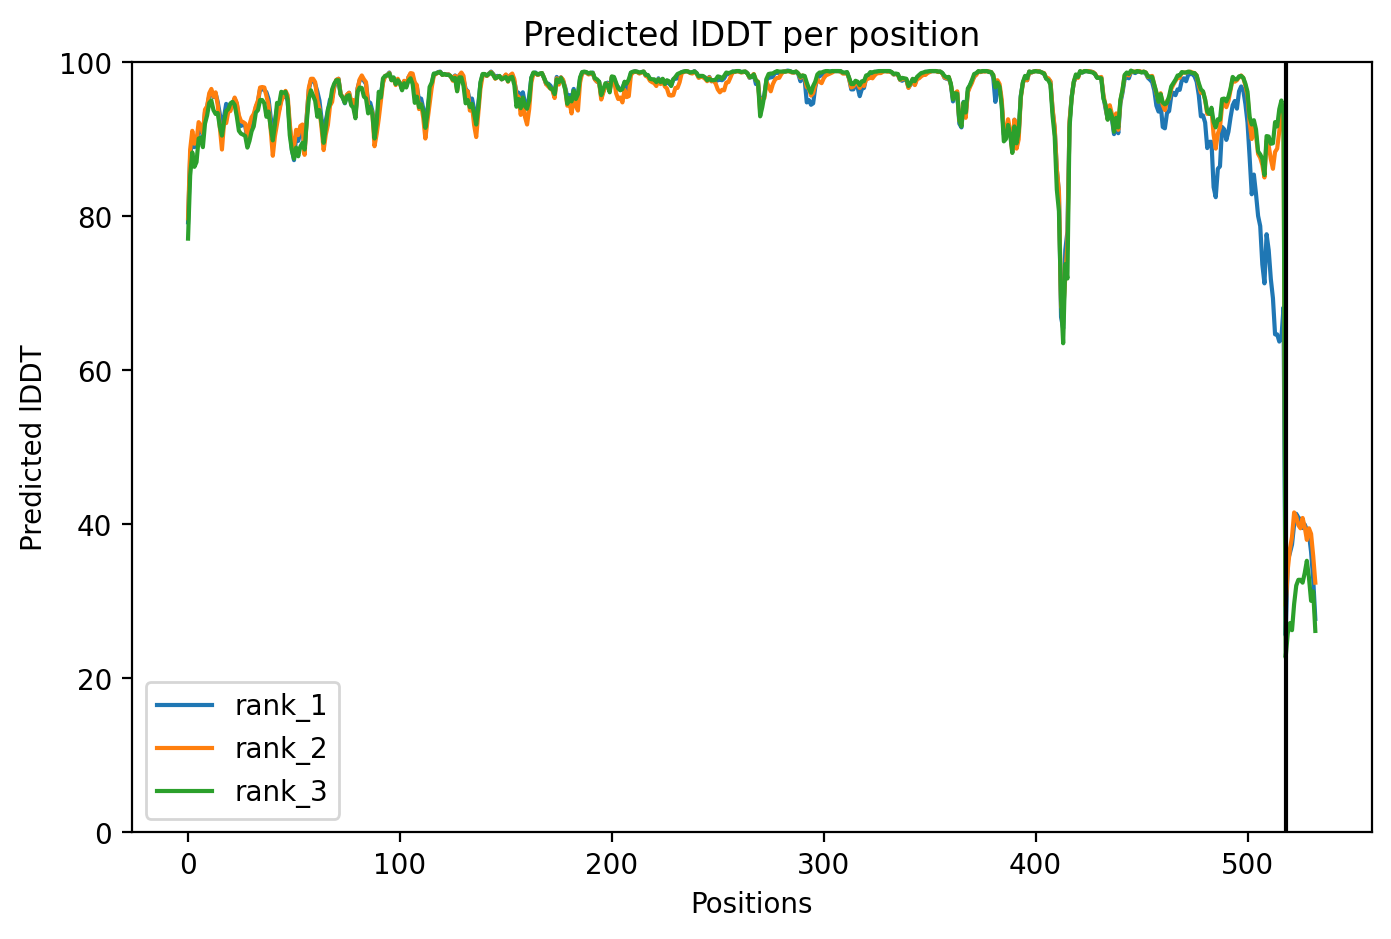 Predicted lDDT per position
100
80
60
40
20
0
Predicted lDDT
rank_1
rank_2
rank_3
0 100 200 300 400 500
Positions